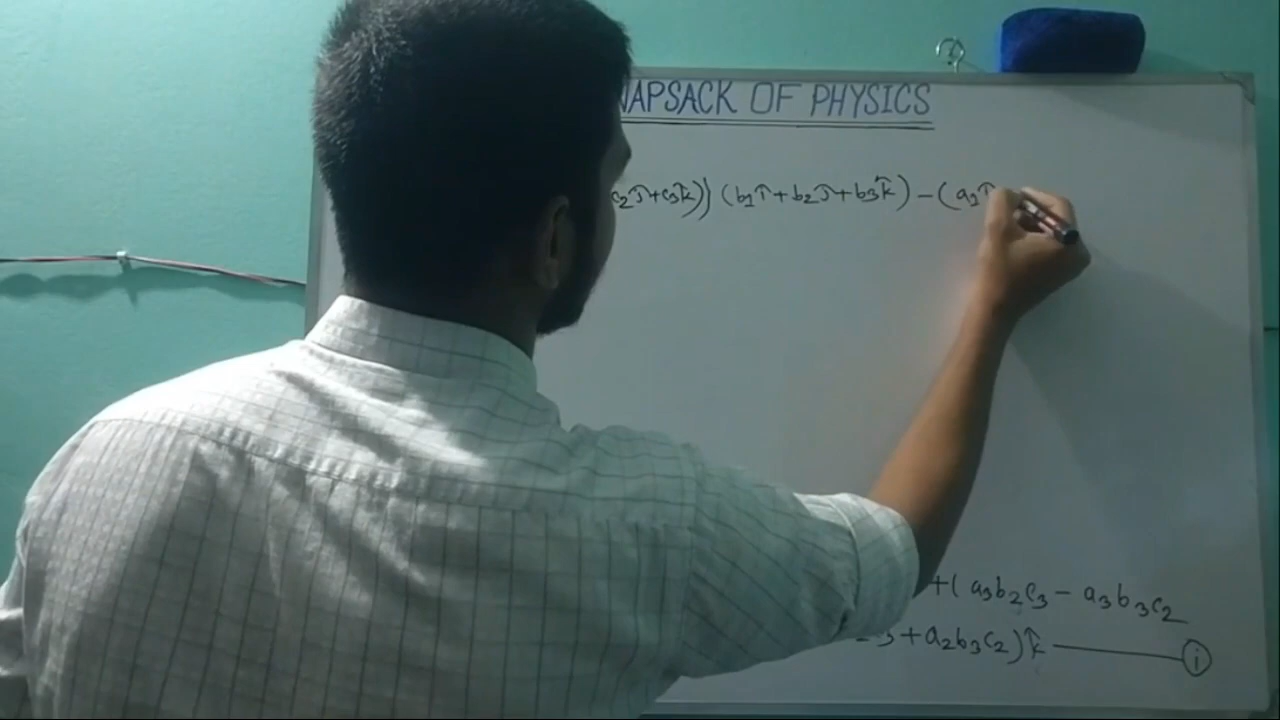 NAPSACK OF PHYSICS
c₂ĵ+c₃k̂)) (b₁î+b₂ĵ+b₃k̂) - (a₁î
+( a₃b₂c₃ - a₃b₃c₂
+a₂b₃c₂)k̂ — (i)